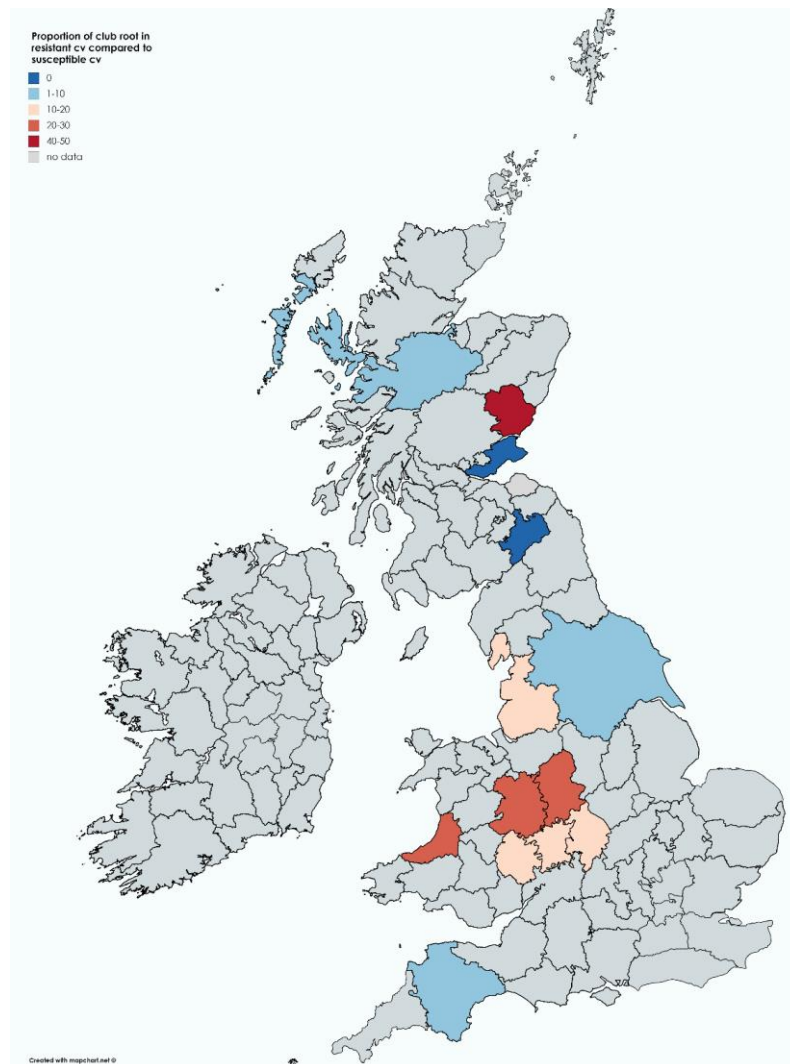 Proportion of club root in
resistant cv compared to
susceptible cv
0
1-10
10-20
20-30
40-50
no data
Created with mapchart.net ©